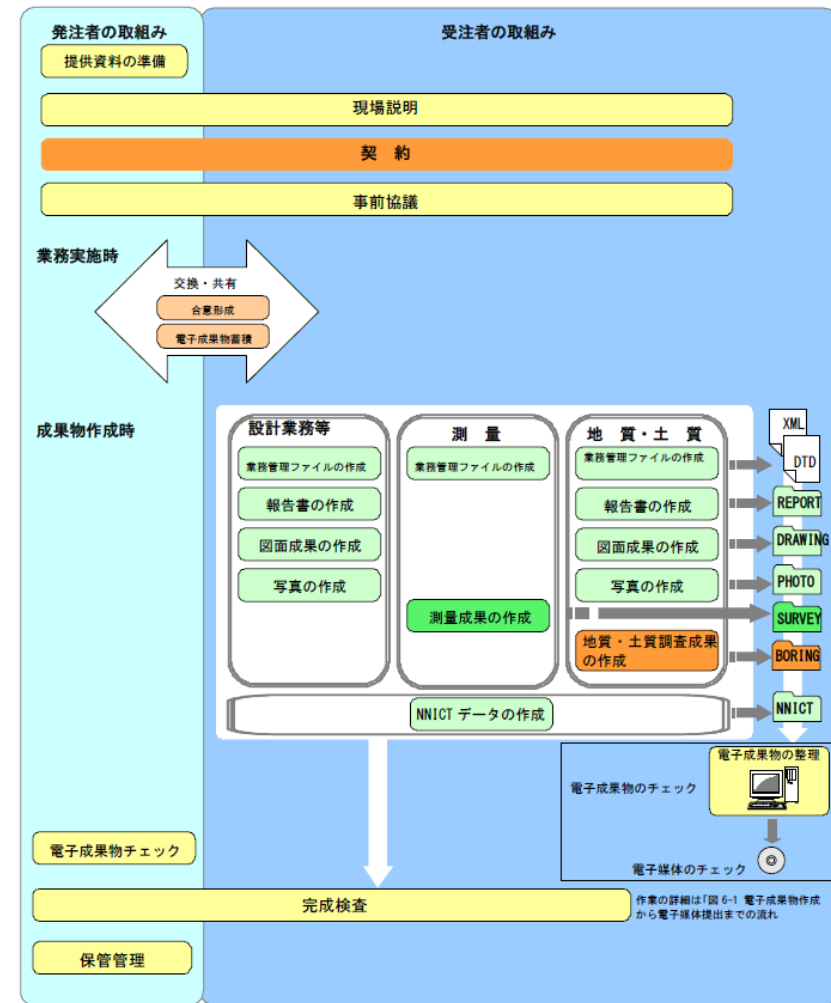 発注者の取組み
受注者の取組み
提供資料の準備
現場説明
契 約
事前協議
業務実施時
交換・共有
合意形成
電子成果物蓄積
成果物作成時
設計業務等
業務管理ファイルの作成
報告書の作成
図面成果の作成
写真の作成
測 量
業務管理ファイルの作成
測量成果の作成
地 質・土 質
業務管理ファイルの作成
報告書の作成
図面成果の作成
写真の作成
地質・土質調査成果
の作成
NNICT データの作成
XML
DTD
REPORT
DRAWING
PHOTO
SURVEY
BORING
NNICT
電子成果物の整理
電子成果物のチェック
電子媒体のチェック
電子成果物チェック
完成検査
作業の詳細は「図 6-1 電子成果物作成
から電子媒体提出までの流れ
保管管理